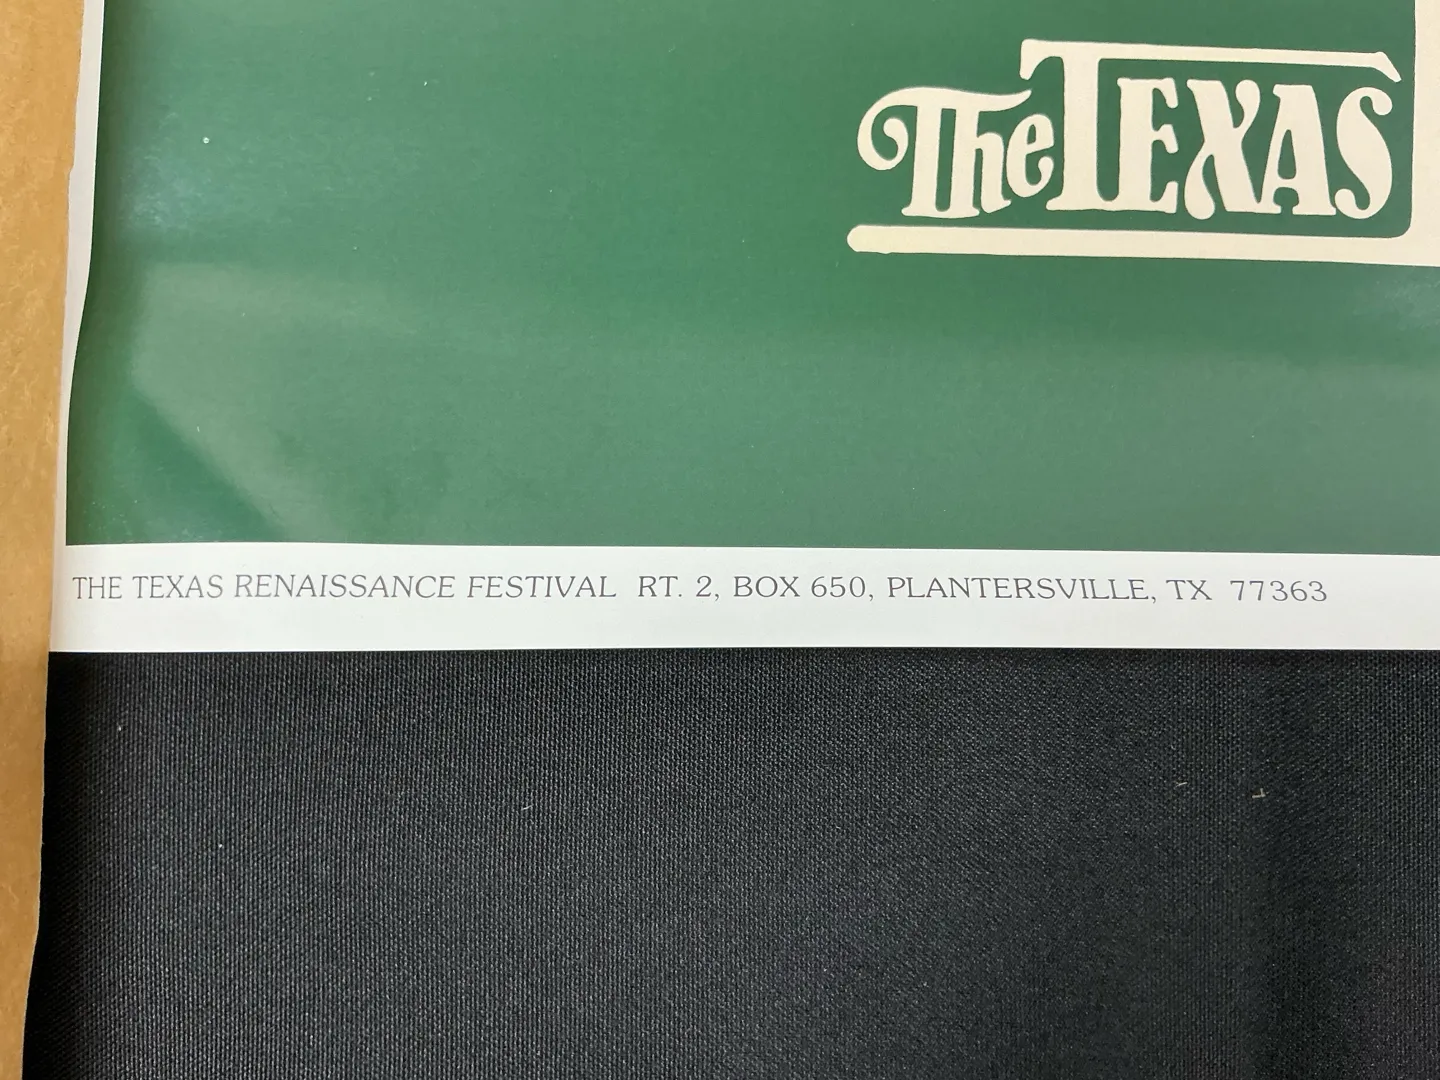 The TEXAS
THE TEXAS RENAISSANCE FESTIVAL RT. 2, BOX 650, PLANTERSVILLE, TX 77363